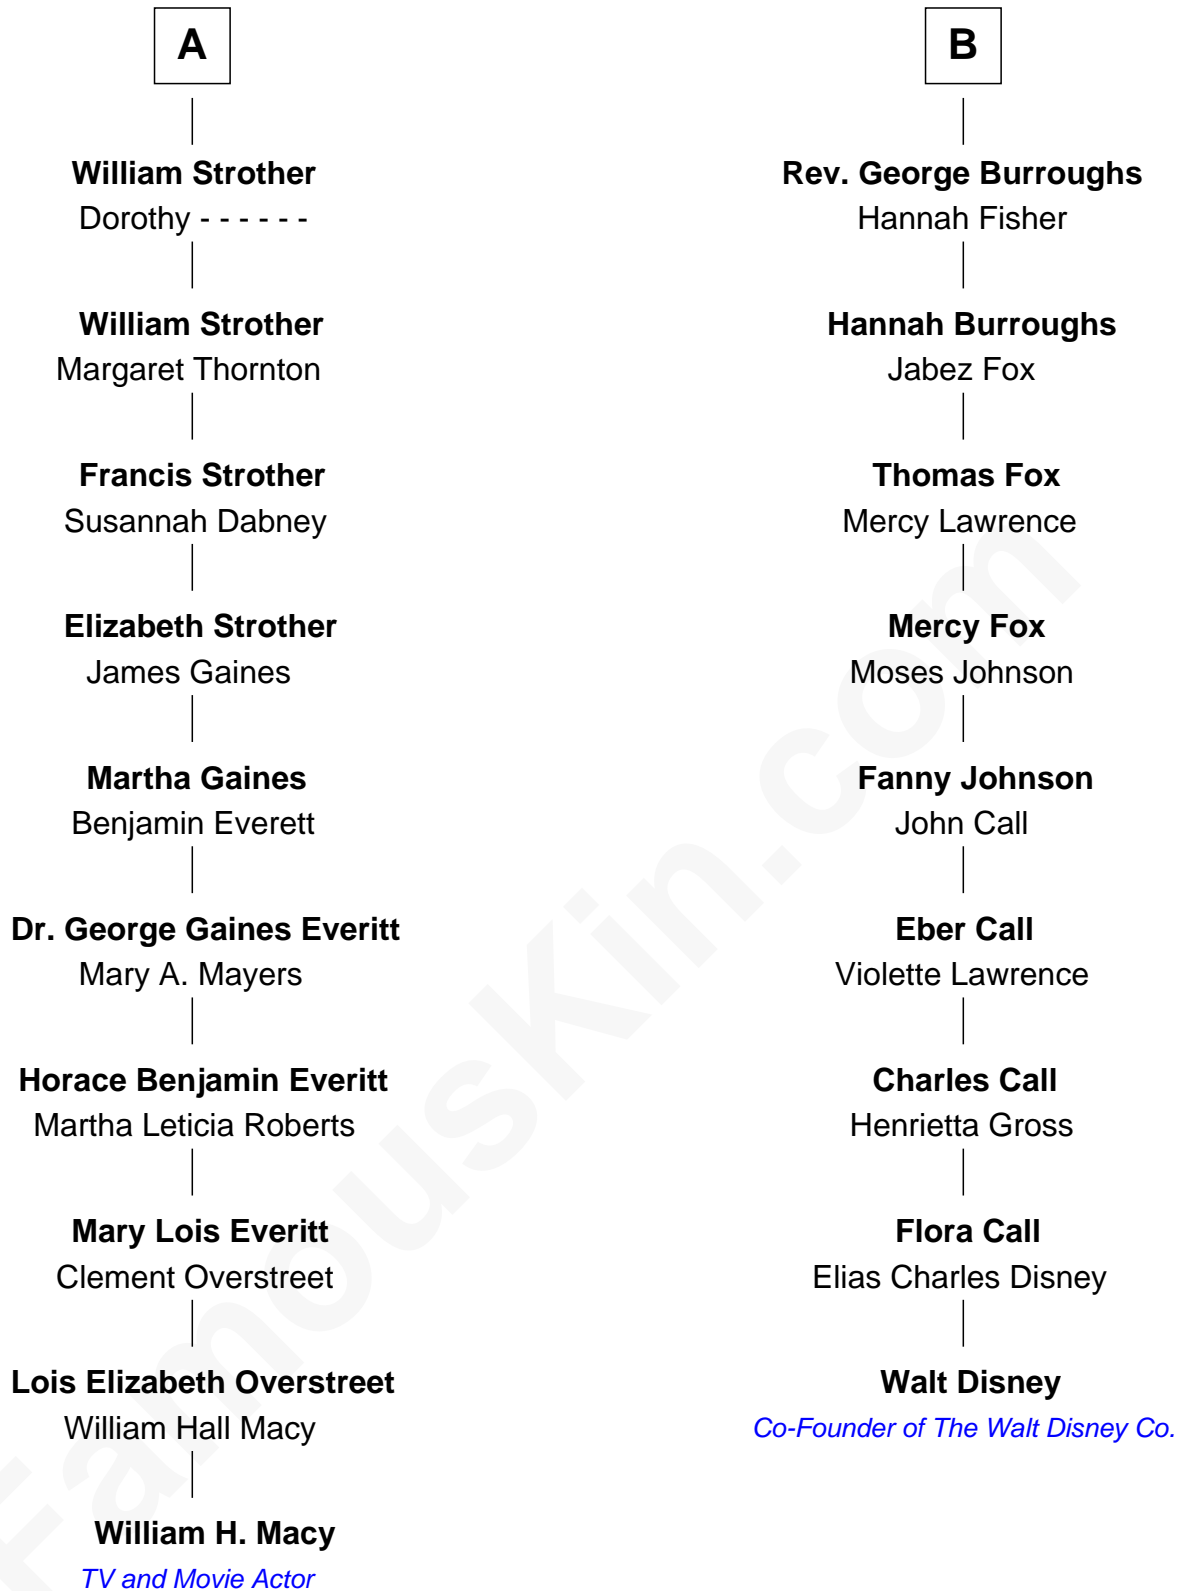 A
William Strother
Dorothy - - - - - -
William Strother
Margaret Thornton
Francis Strother
Susannah Dabney
Elizabeth Strother
James Gaines
Martha Gaines
Benjamin Everett
Dr. George Gaines Everitt
Mary A. Mayers
Horace Benjamin Everitt
Martha Leticia Roberts
Mary Lois Everitt
Clement Overstreet
Lois Elizabeth Overstreet
William Hall Macy
William H. Macy
TV and Movie Actor
B
Rev. George Burroughs
Hannah Fisher
Hannah Burroughs
Jabez Fox
Thomas Fox
Mercy Lawrence
Mercy Fox
Moses Johnson
Fanny Johnson
John Call
Eber Call
Violette Lawrence
Charles Call
Henrietta Gross
Flora Call
Elias Charles Disney
Walt Disney
Co-Founder of The Walt Disney Co.
FamousKin.com